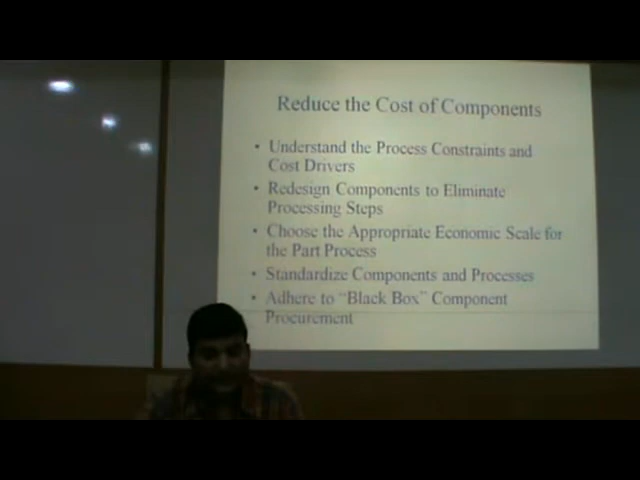 Reduce the Cost of Components
• Understand the Process Constraints and
Cost Drivers
• Redesign Components to Eliminate
Processing Steps
• Choose the Appropriate Economic Scale for
the Part Process
• Standardize Components and Processes
• Adhere to “Black Box” Component
Procurement